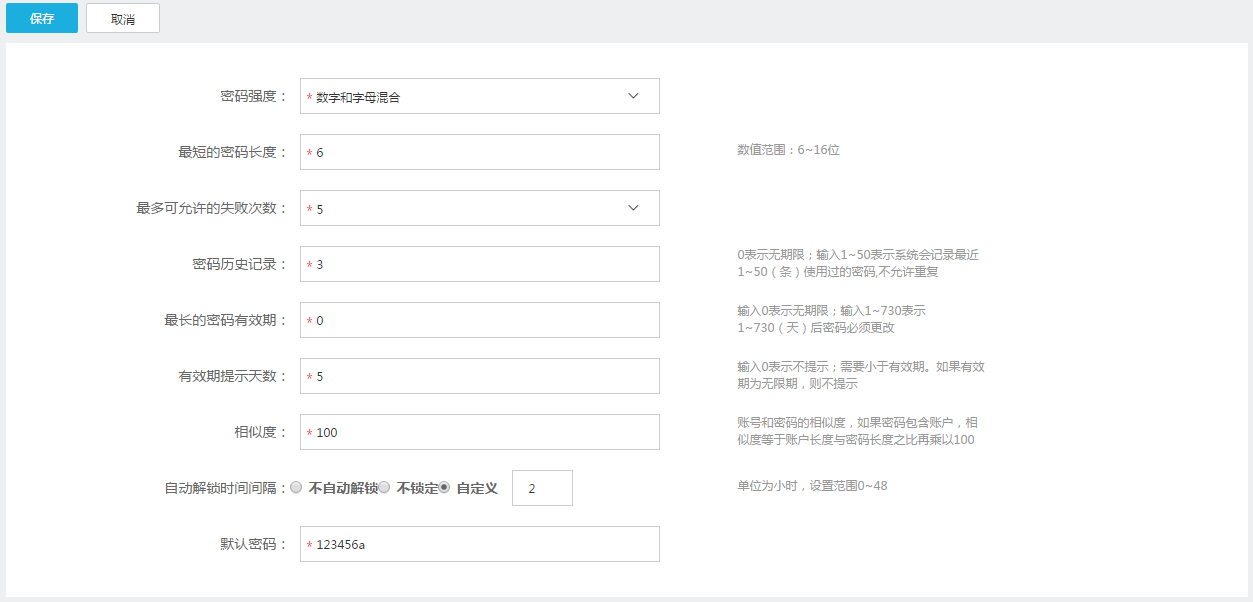 保存 取消
密码强度： * 数字和字母混合
最短的密码长度： * 6 数值范围：6~16位
最多可允许的失败次数： * 5
密码历史记录： * 3 0表示无期限；输入1~50表示系统会记录最近
1~50（条）使用过的密码,不允许重复
最长的密码有效期： * 0 输入0表示无期限；输入1~730表示
1~730（天）后密码必须更改
有效期提示天数： * 5 输入0表示不提示；需要小于有效期。如果有效
期为无限期，则不提示
相似度： * 100 账号和密码的相似度，如果密码包含账户，相
似度等于账户长度与密码长度之比再乘以100
自动解锁时间间隔： 不自动解锁 不锁定 自定义 2 单位为小时，设置范围0~48
默认密码： * 123456a